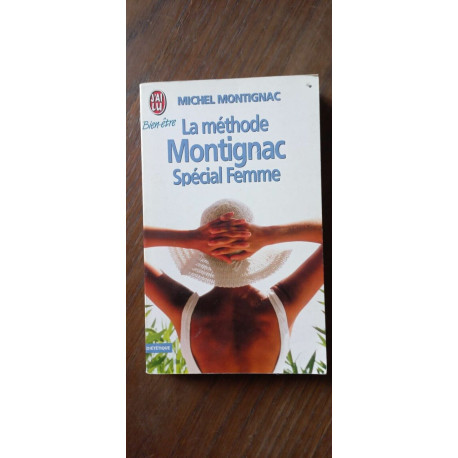 J'AI
LU
MICHEL MONTIGNAC
Bien-être
La méthode
Montignac
Spécial Femme